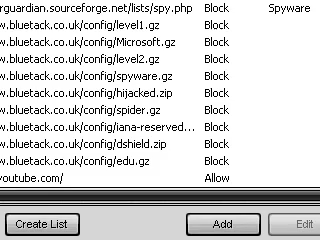 rguardian.sourceforge.net/lists/spy.php Block Spyware
w.bluetack.co.uk/config/level1.gz Block
w.bluetack.co.uk/config/Microsoft.gz Block
w.bluetack.co.uk/config/level2.gz Block
w.bluetack.co.uk/config/spyware.gz Block
w.bluetack.co.uk/config/hijacked.zip Block
w.bluetack.co.uk/config/spider.gz Block
w.bluetack.co.uk/config/iana-reserved... Block
w.bluetack.co.uk/config/dshield.zip Block
w.bluetack.co.uk/config/edu.gz Block
youtube.com/ Allow
Create List Add Edit